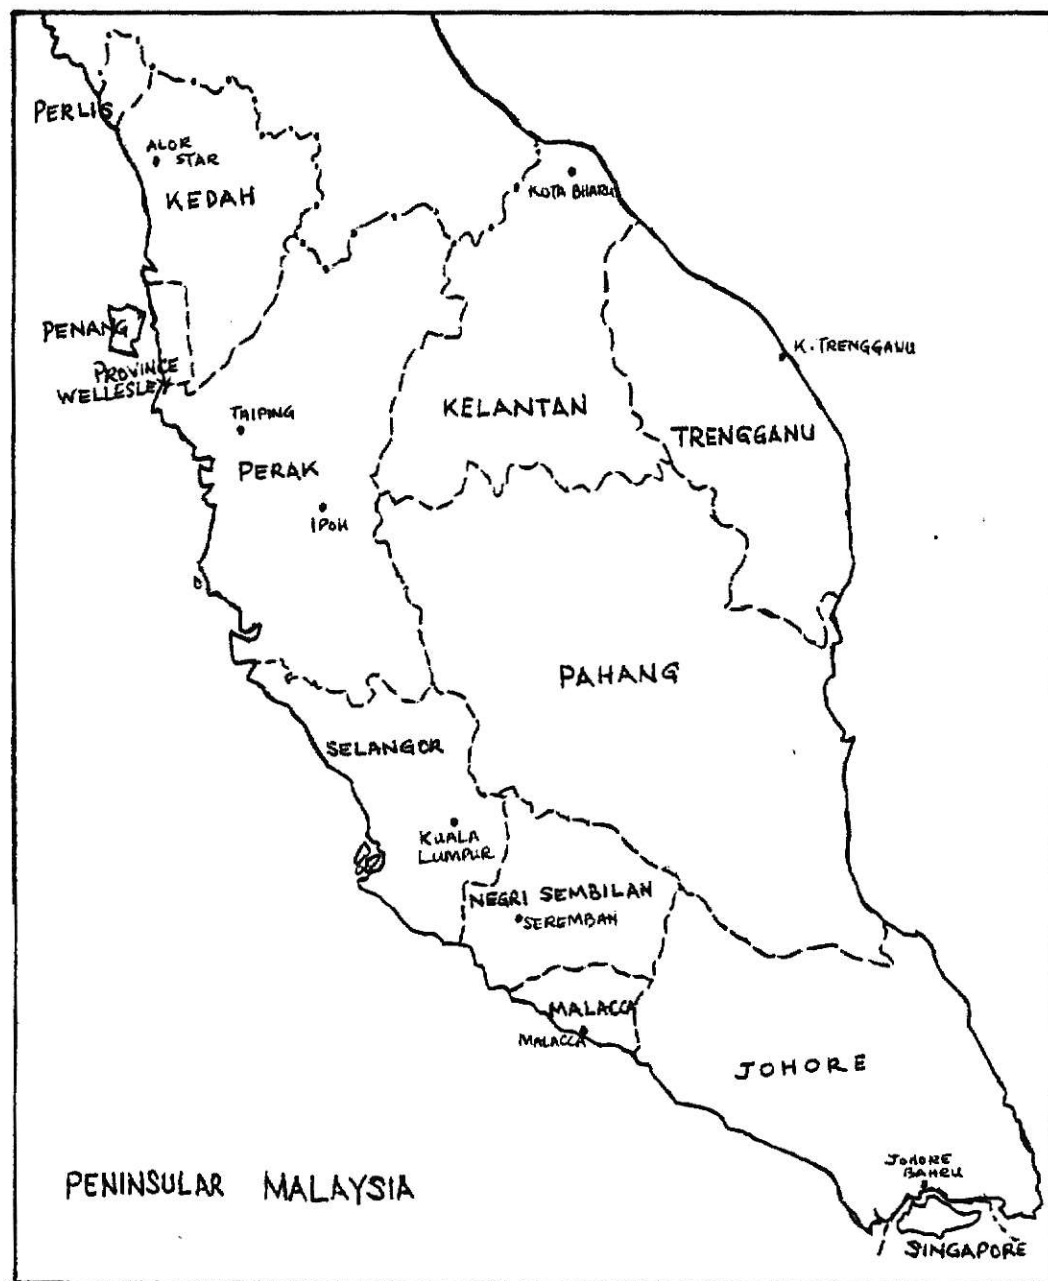 PERLIS
ALOR
STAR
KEDAH
KOTA BHARU
PENANG
PROVINCE
WELLESLEY
K. TRENGGANU
TAIPING
KELANTAN
TRENGGANU
PERAK
IPOH
PAHANG
SELANGOR
KUALA
LUMPUR
NEGRI SEMBILAN
SEREMBAN
MALACCA
MALACCA
JOHORE
JOHORE
BAHRU
PENINSULAR MALAYSIA
SINGAPORE